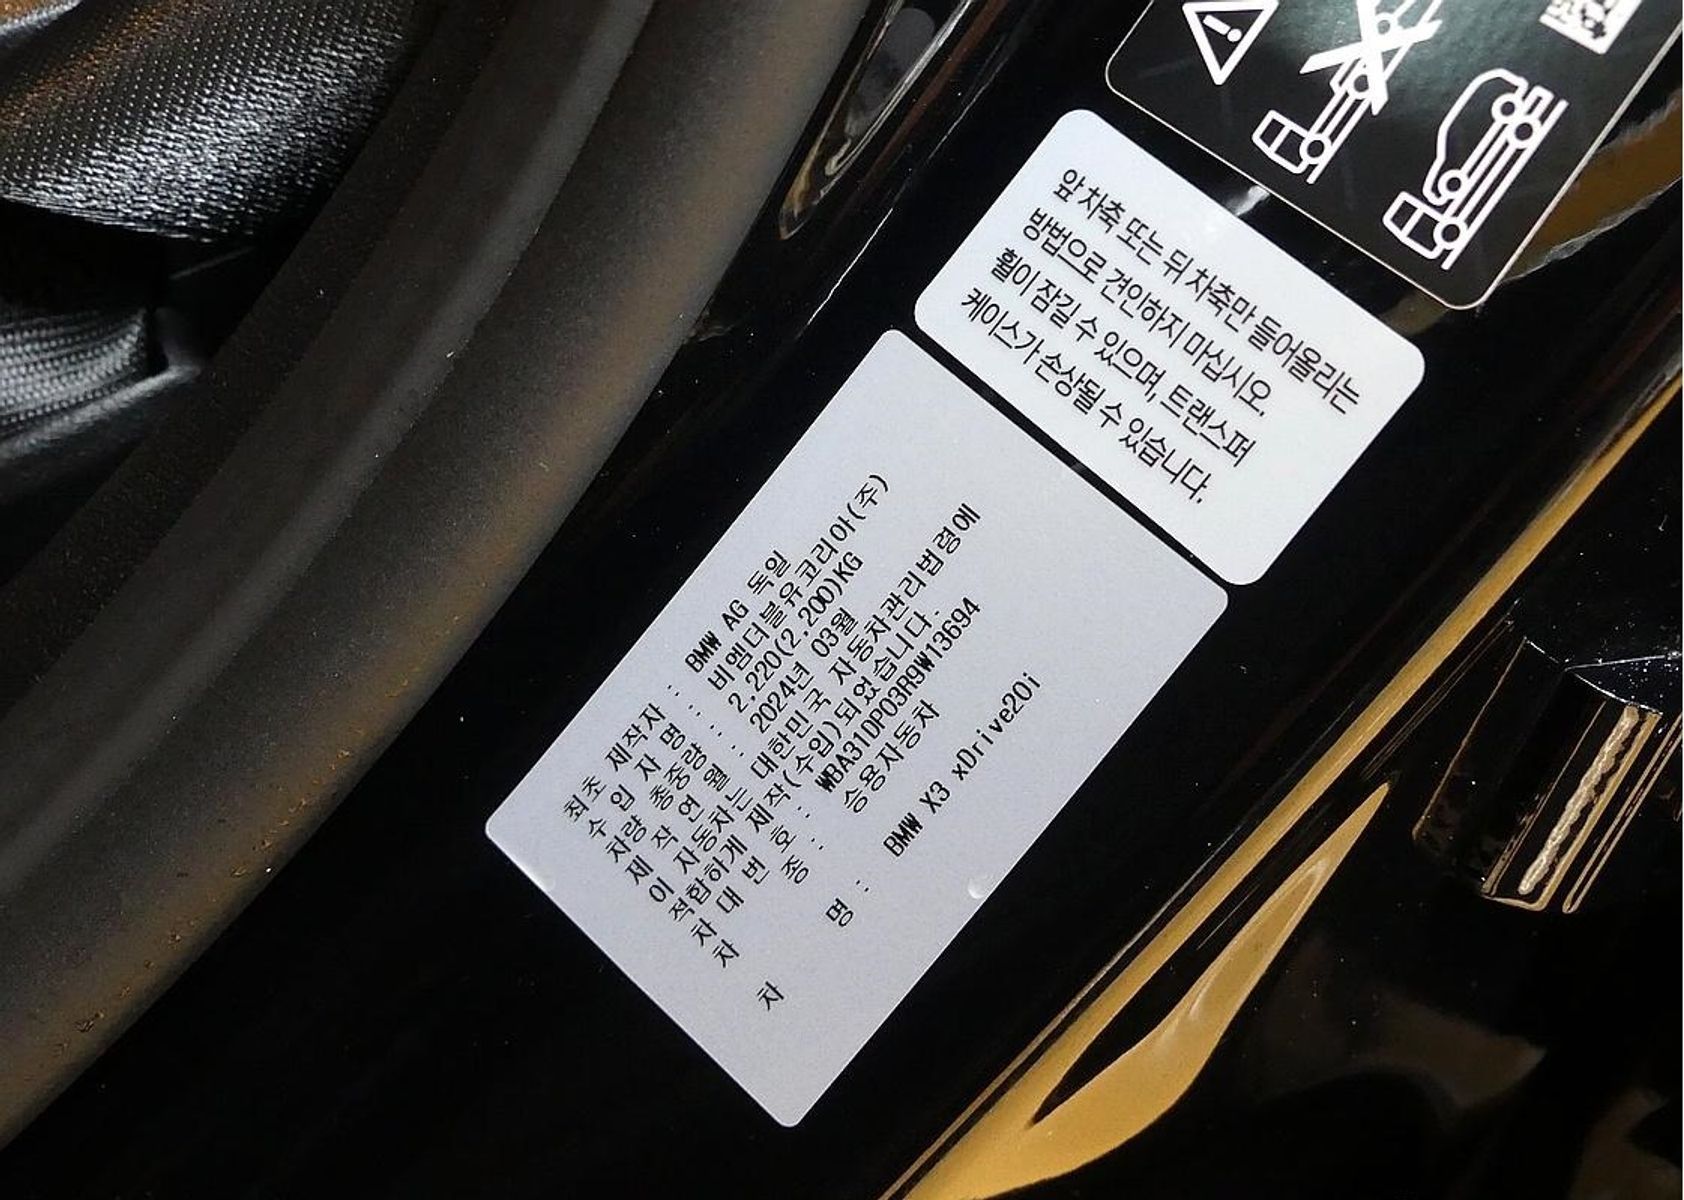 앞 차축 또는 뒤 차축만 들어올리는
방법으로 견인하지 마십시오.
휠이 잠길 수 있으며, 트랜스퍼
케이스가 손상될 수 있습니다.
최초 제작자 : BMW AG 독일
수 입 자 명 : 비엠더블유코리아(주)
차량 총중량 : 2,220(2,200)KG
제 작 연 월 : 2024년 03월
이 자동차는 대한민국 자동차관리법령에
적합하게 제작(수입)되었습니다.
차 대 번 호 : WBA31DP03R9W13694
차 종 : 승용자동차
차 명 : BMW X3 xDrive20i